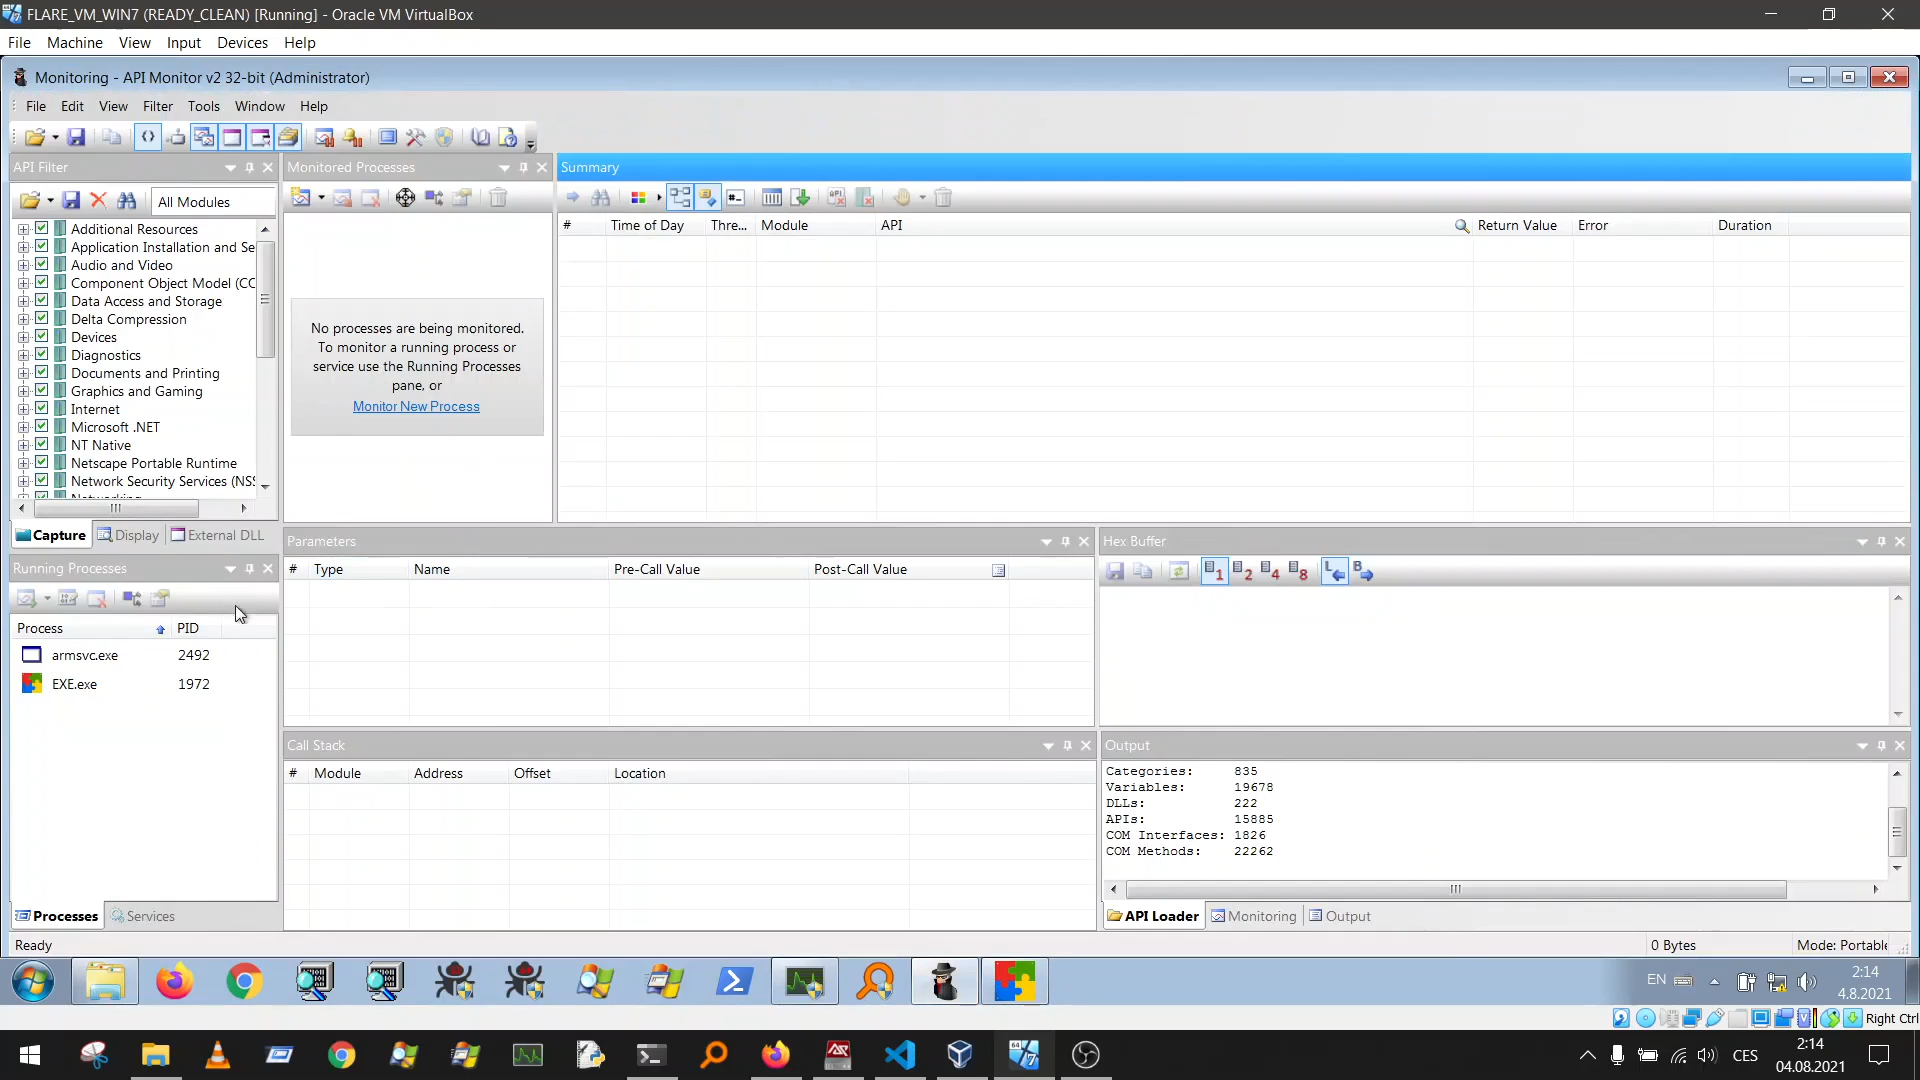 FLARE_VM_WIN7 (READY_CLEAN) [Running] - Oracle VM VirtualBox
File Machine View Input Devices Help
Monitoring - API Monitor v2 32-bit (Administrator)
File Edit View Filter Tools Window Help
API Filter
All Modules
Additional Resources
Application Installation and Se
Audio and Video
Component Object Model (CC
Data Access and Storage
Delta Compression
Devices
Diagnostics
Documents and Printing
Graphics and Gaming
Internet
Microsoft .NET
NT Native
Netscape Portable Runtime
Network Security Services (NSS
Networking
Capture Display External DLL
Monitored Processes
No processes are being monitored.
To monitor a running process or
service use the Running Processes
pane, or
Monitor New Process
Summary
# Time of Day Thre... Module API Return Value Error Duration
Running Processes
Process PID
armsvc.exe 2492
EXE.exe 1972
Processes Services
Parameters
# Type Name Pre-Call Value Post-Call Value
Hex Buffer
1 2 4 8 L B
Call Stack
# Module Address Offset Location
Output
Categories: 835
Variables: 19678
DLLs: 222
APIs: 15885
COM Interfaces: 1826
COM Methods: 22262
API Loader Monitoring Output
Ready 0 Bytes Mode: Portable
EN 2:14
4.8.2021
Right Ctrl
CES 2:14
04.08.2021